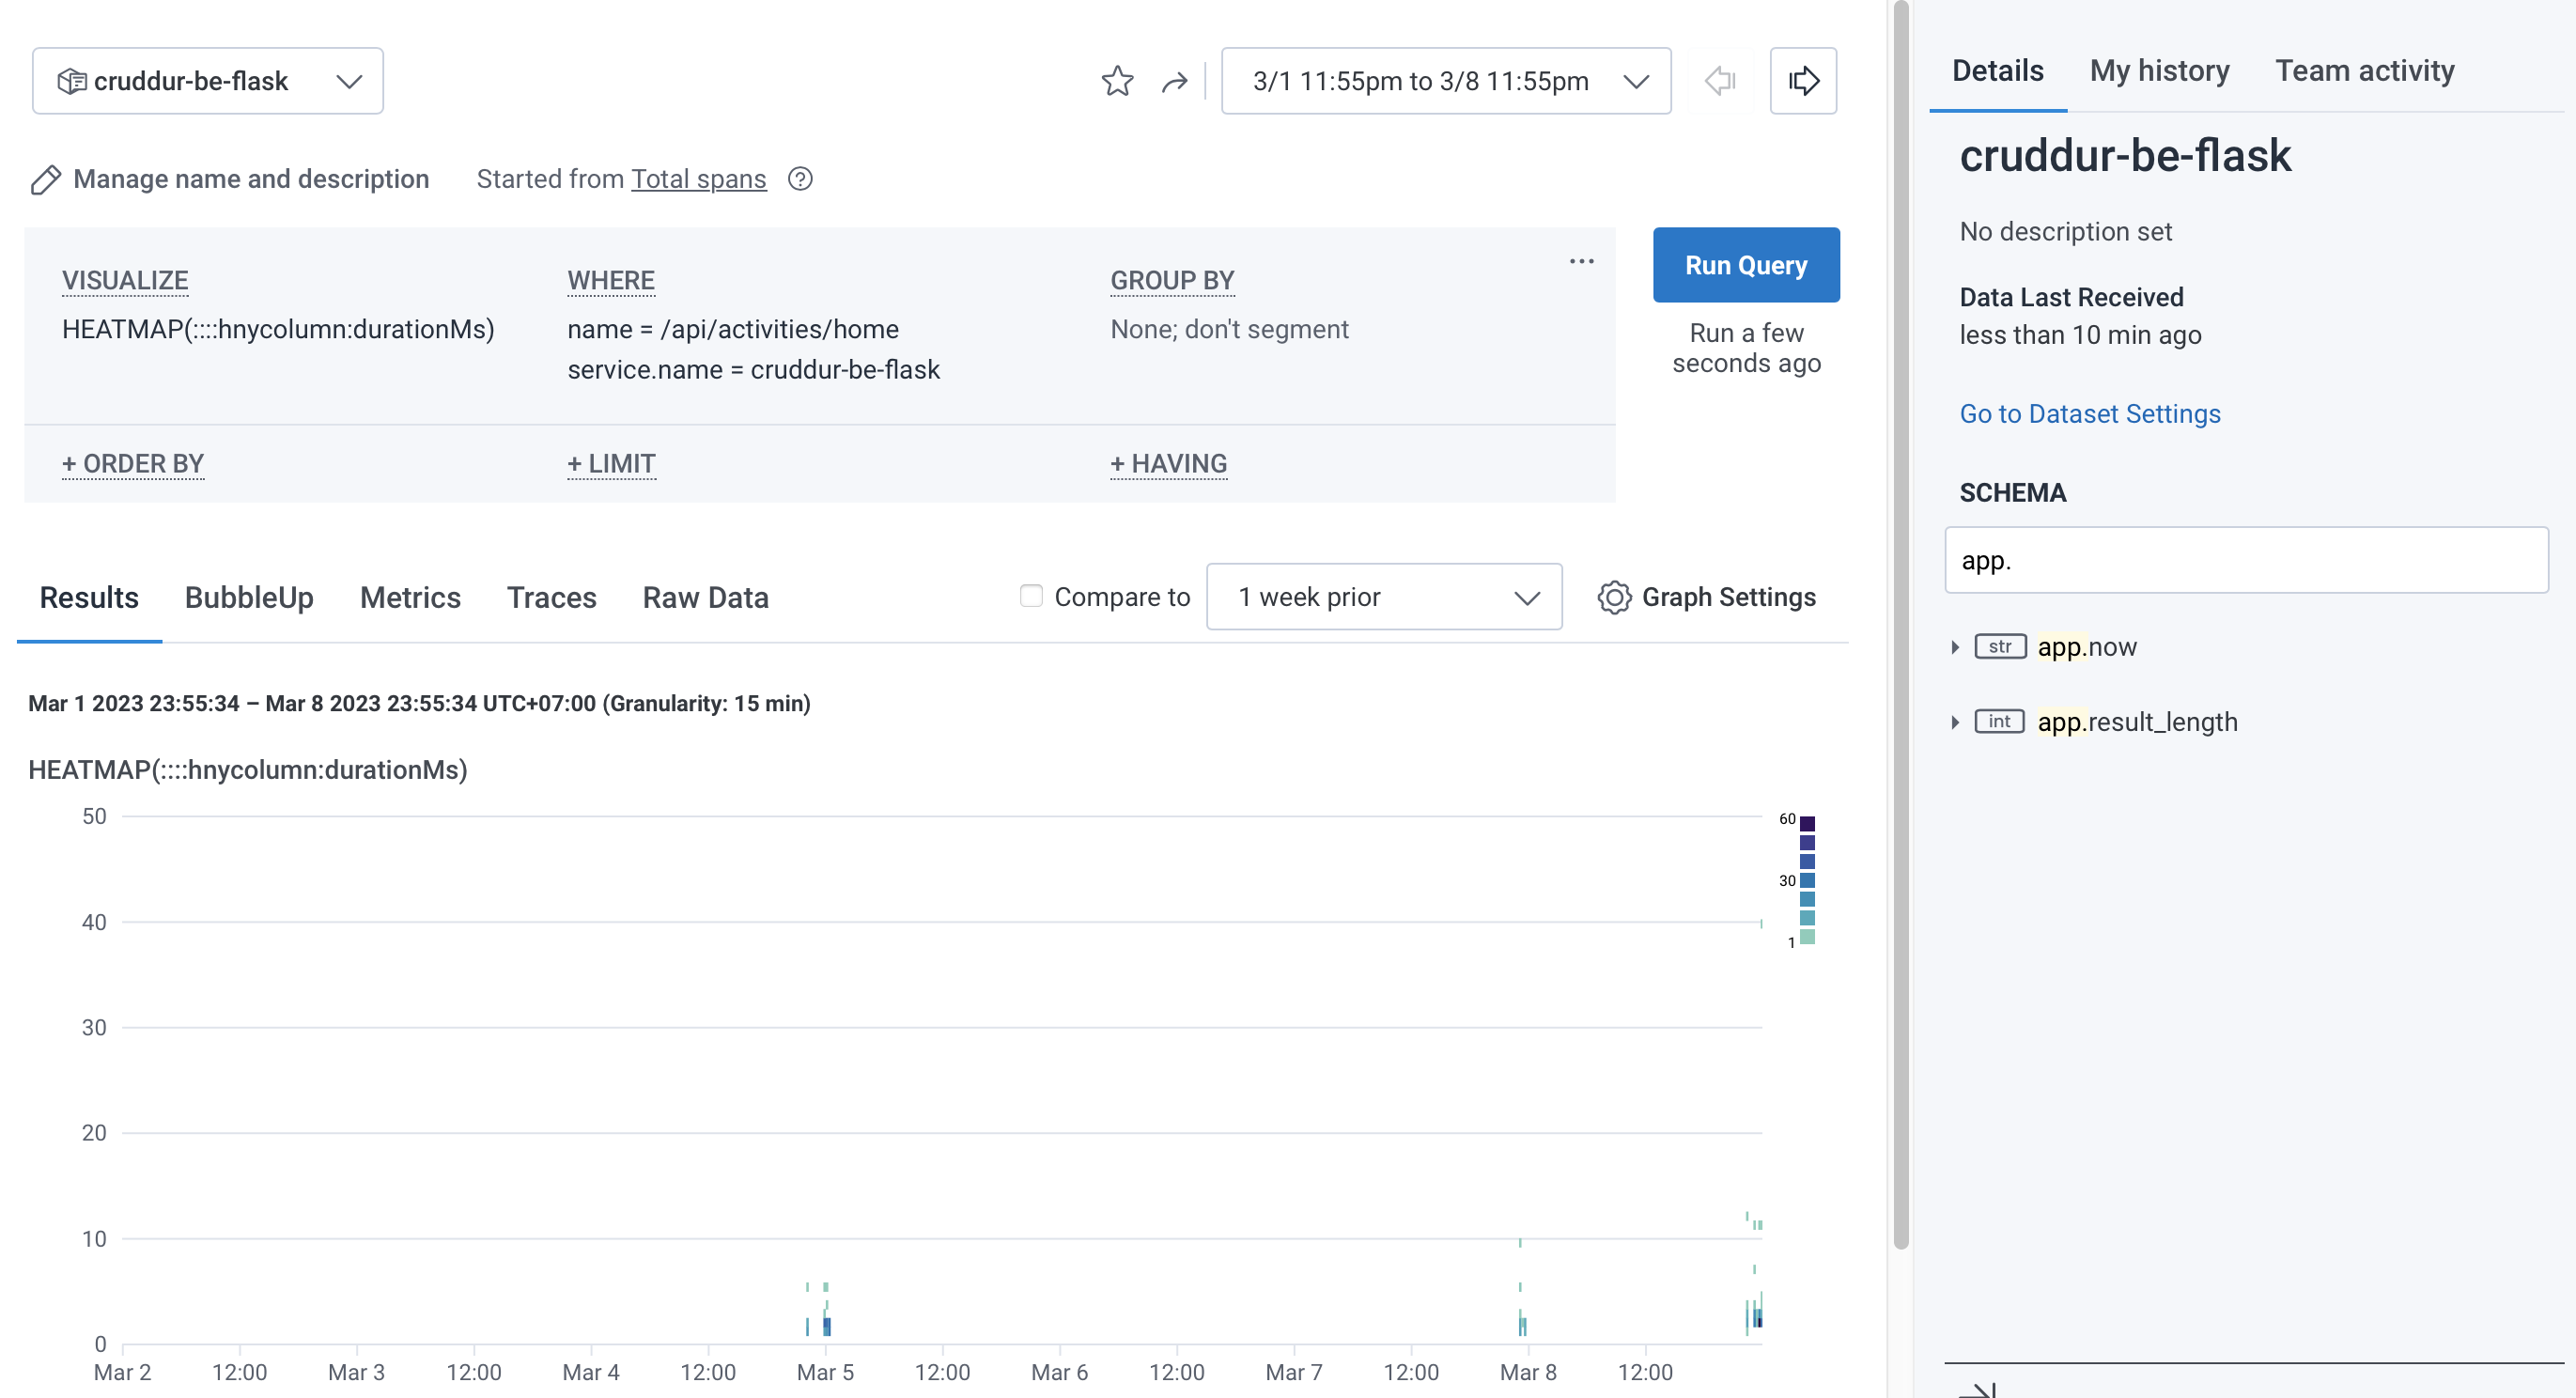 cruddur-be-flask
3/1 11:55pm to 3/8 11:55pm
Manage name and description
Started from Total spans
VISUALIZE
HEATMAP(::::hnycolumn:durationMs)
WHERE
name = /api/activities/home
service.name = cruddur-be-flask
GROUP BY
None; don't segment
Run Query
Run a few
seconds ago
+ ORDER BY
+ LIMIT
+ HAVING
Results
BubbleUp
Metrics
Traces
Raw Data
Compare to
1 week prior
Graph Settings
Mar 1 2023 23:55:34 – Mar 8 2023 23:55:34 UTC+07:00 (Granularity: 15 min)
HEATMAP(::::hnycolumn:durationMs)
50
40
30
20
10
0
Mar 2
12:00
Mar 3
12:00
Mar 4
12:00
Mar 5
12:00
Mar 6
12:00
Mar 7
12:00
Mar 8
12:00
60
30
1
Details
My history
Team activity
cruddur-be-flask
No description set
Data Last Received
less than 10 min ago
Go to Dataset Settings
SCHEMA
app.
str app.now
int app.result_length